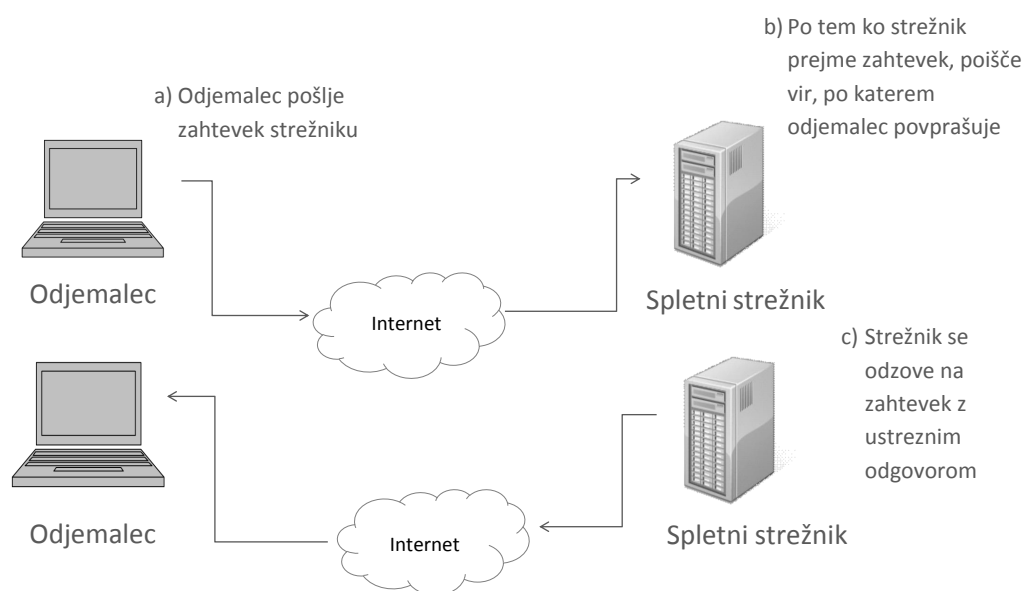 b) Po tem ko strežnik
prejme zahtevek, poišče
vir, po katerem
odjemalec povprašuje
a) Odjemalec pošlje
zahtevek strežniku
Odjemalec
Internet
Spletni strežnik
c) Strežnik se
odzove na
zahtevek z
ustreznim
odgovorom
Odjemalec
Internet
Spletni strežnik